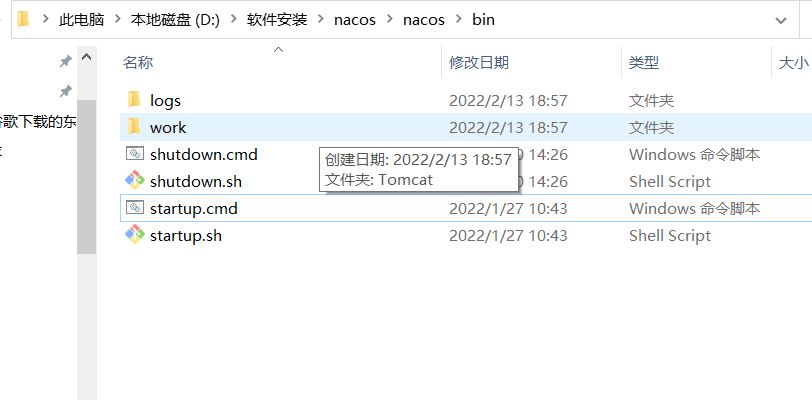 此电脑 > 本地磁盘 (D:) > 软件安装 > nacos > nacos > bin
名称 修改日期 类型 大小
logs 2022/2/13 18:57 文件夹
谷歌下载的东
work 2022/2/13 18:57 文件夹
shutdown.cmd 14:26 Windows 命令脚本
创建日期: 2022/2/13 18:57
文件夹: Tomcat
shutdown.sh 14:26 Shell Script
startup.cmd 2022/1/27 10:43 Windows 命令脚本
startup.sh 2022/1/27 10:43 Shell Script